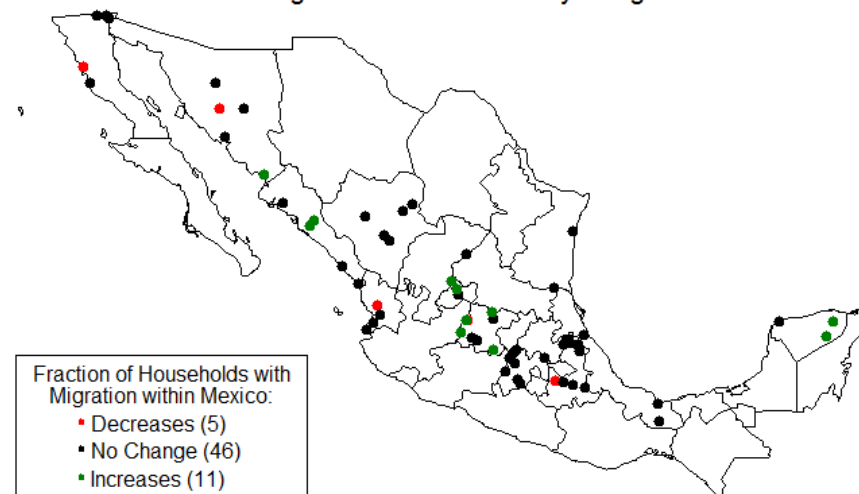 Fraction of Households with
Migration within Mexico:
Decreases (5)
No Change (46)
Increases (11)